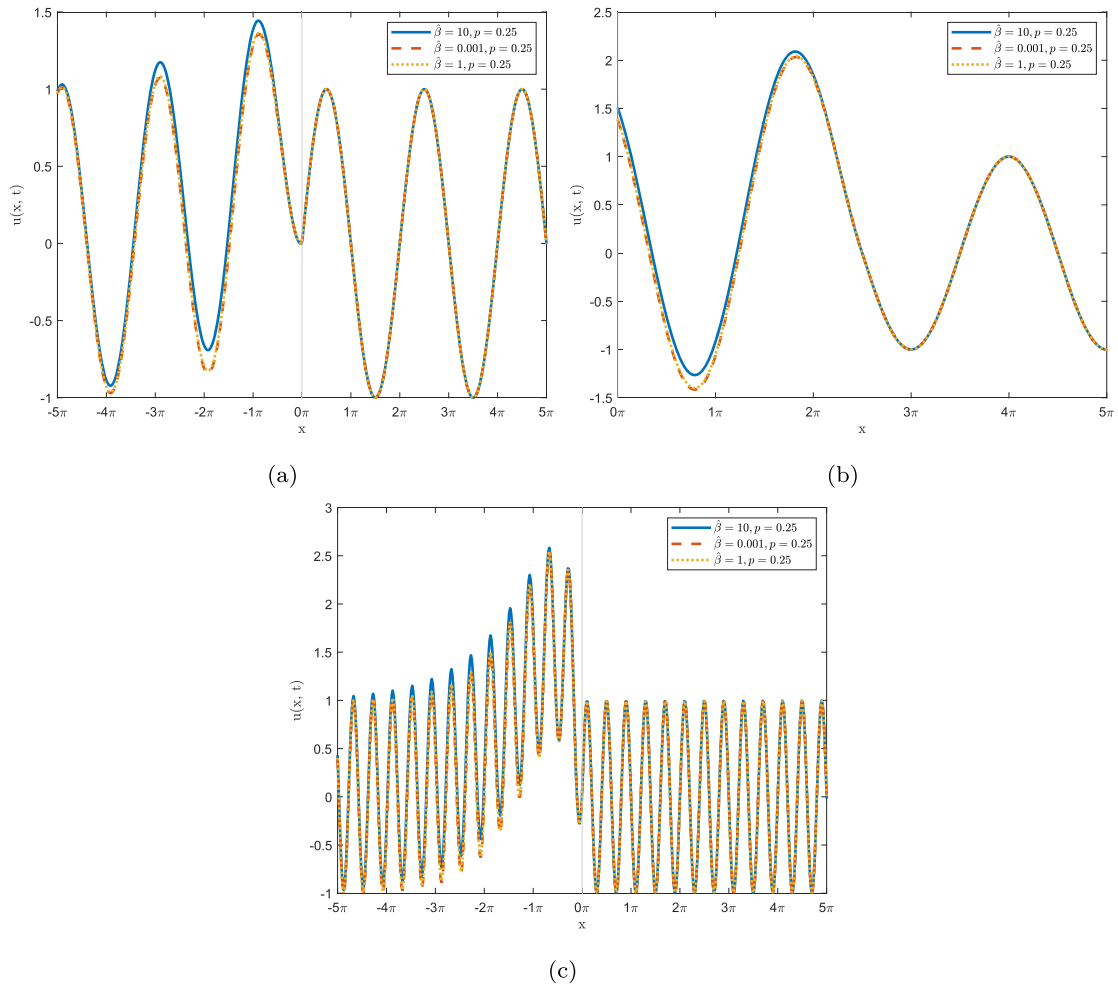 1.5
1
0.5
0
-0.5
-1
u(x, t)
-5π -4π -3π -2π -1π 0π 1π 2π 3π 4π 5π
x
β̂ = 10, p = 0.25
β̂ = 0.001, p = 0.25
β̂ = 1, p = 0.25
(a)
2.5
2
1.5
1
0.5
0
-0.5
-1
-1.5
u(x, t)
0π 1π 2π 3π 4π 5π
x
β̂ = 10, p = 0.25
β̂ = 0.001, p = 0.25
β̂ = 1, p = 0.25
(b)
3
2.5
2
1.5
1
0.5
0
-0.5
-1
u(x, t)
-5π -4π -3π -2π -1π 0π 1π 2π 3π 4π 5π
x
β̂ = 10, p = 0.25
β̂ = 0.001, p = 0.25
β̂ = 1, p = 0.25
(c)